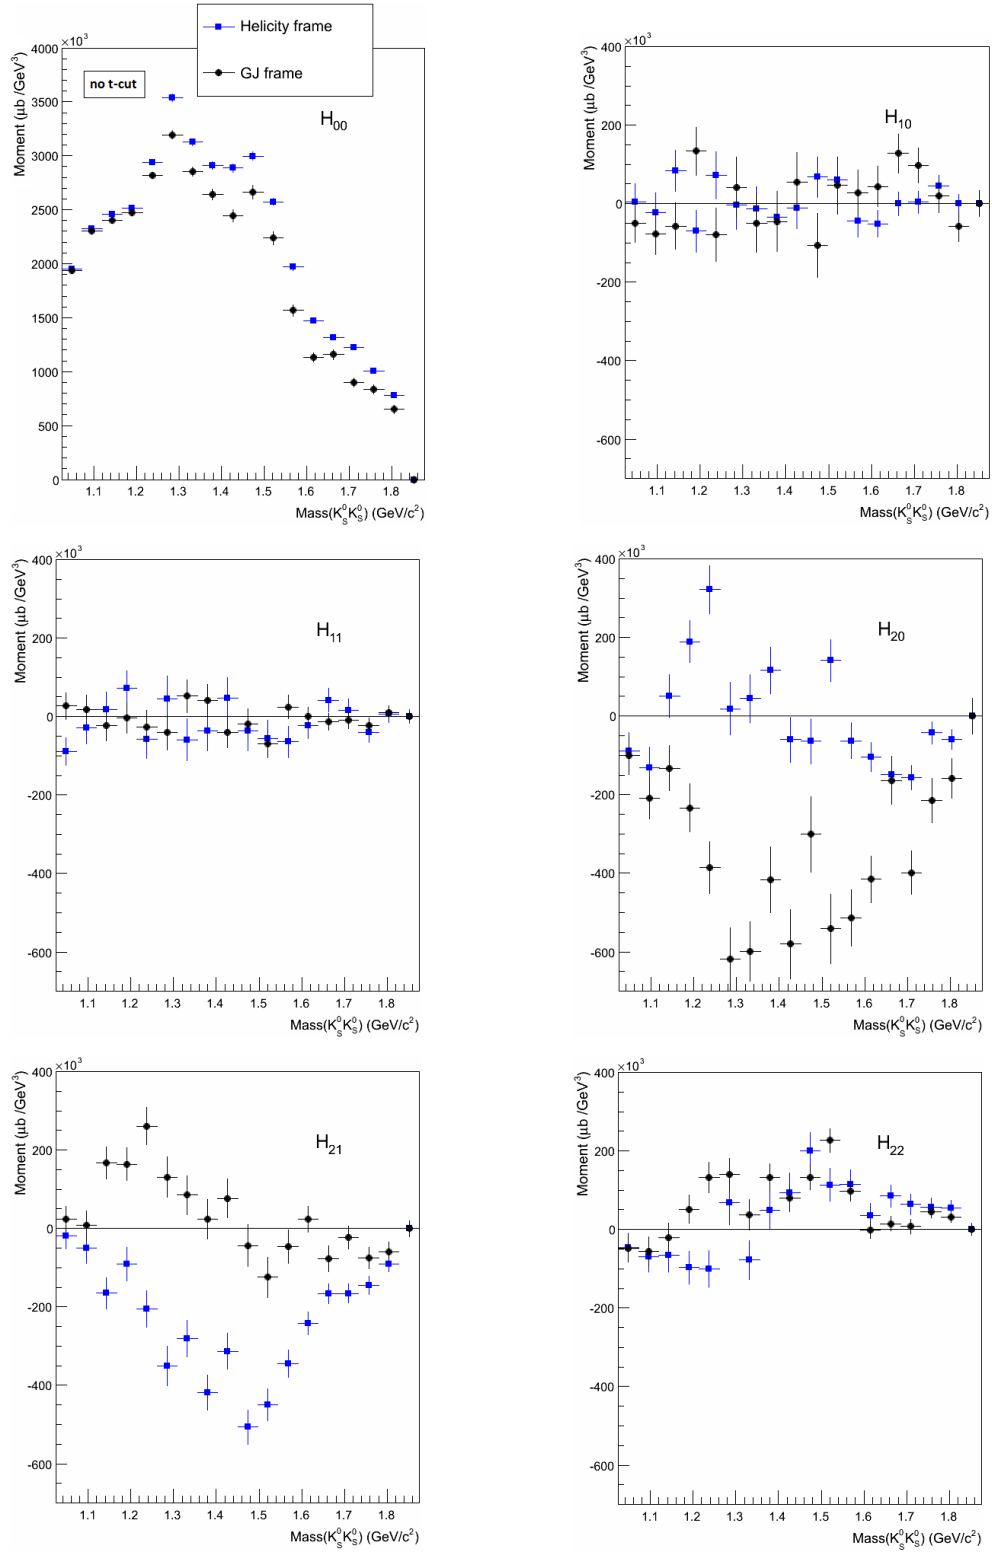 Helicity frame
GJ frame
×10³
Moment (μb /GeV³)
no t-cut
H₀₀
4000
3500
3000
2500
2000
1500
1000
500
0
1.1 1.2 1.3 1.4 1.5 1.6 1.7 1.8
Mass(K⁰ₛK⁰ₛ) (GeV/c²)
×10³
Moment (μb /GeV³)
H₁₀
400
200
0
-200
-400
-600
1.1 1.2 1.3 1.4 1.5 1.6 1.7 1.8
Mass(K⁰ₛK⁰ₛ) (GeV/c²)
×10³
Moment (μb /GeV³)
H₁₁
400
200
0
-200
-400
-600
1.1 1.2 1.3 1.4 1.5 1.6 1.7 1.8
Mass(K⁰ₛK⁰ₛ) (GeV/c²)
×10³
Moment (μb /GeV³)
H₂₀
400
200
0
-200
-400
-600
1.1 1.2 1.3 1.4 1.5 1.6 1.7 1.8
Mass(K⁰ₛK⁰ₛ) (GeV/c²)
×10³
Moment (μb /GeV³)
H₂₁
400
200
0
-200
-400
-600
1.1 1.2 1.3 1.4 1.5 1.6 1.7 1.8
Mass(K⁰ₛK⁰ₛ) (GeV/c²)
×10³
Moment (μb /GeV³)
H₂₂
400
200
0
-200
-400
-600
1.1 1.2 1.3 1.4 1.5 1.6 1.7 1.8
Mass(K⁰ₛK⁰ₛ) (GeV/c²)